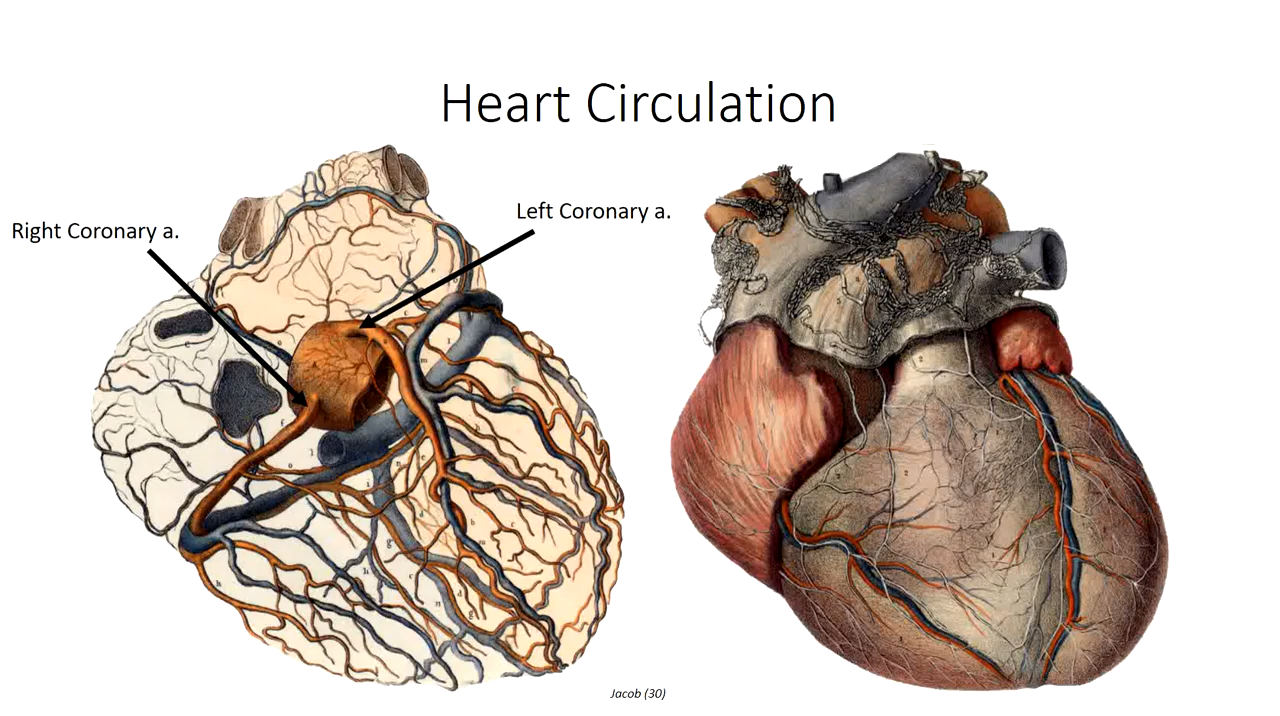 Heart Circulation
Right Coronary a.
Left Coronary a.
Jacob (30)